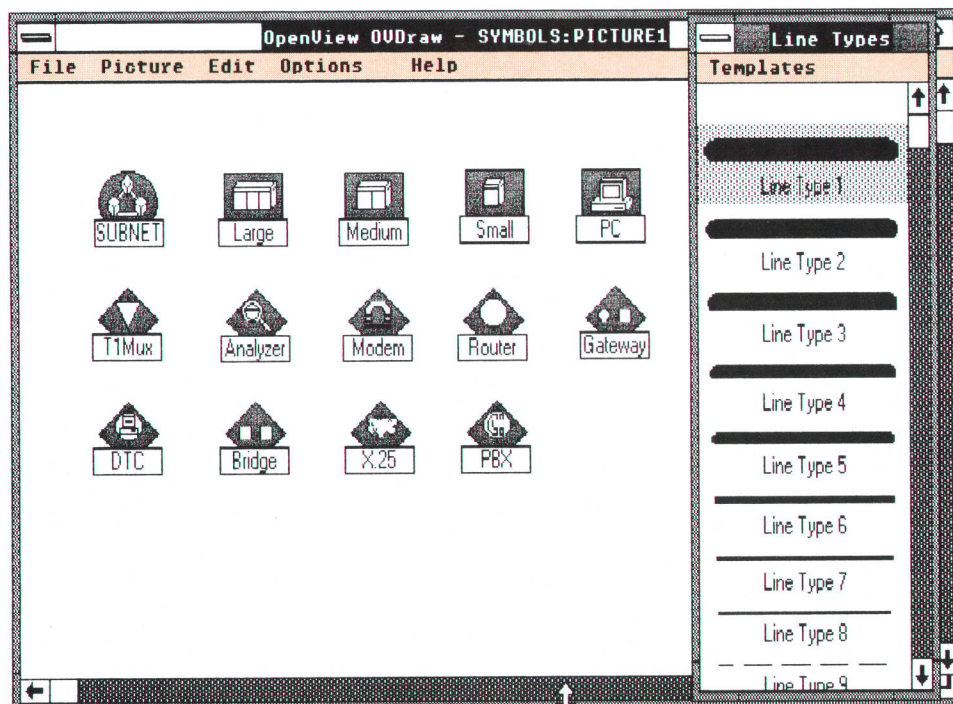 OpenView OVDraw - SYMBOLS:PICTURE1
File Picture Edit Options Help
SUBNET Large Medium Small PC
T1Mux Analyzer Modem Router Gateway
DTC Bridge X.25 PBX
Line Types
Templates
Line Type 1
Line Type 2
Line Type 3
Line Type 4
Line Type 5
Line Type 6
Line Type 7
Line Type 8
Line Type 9